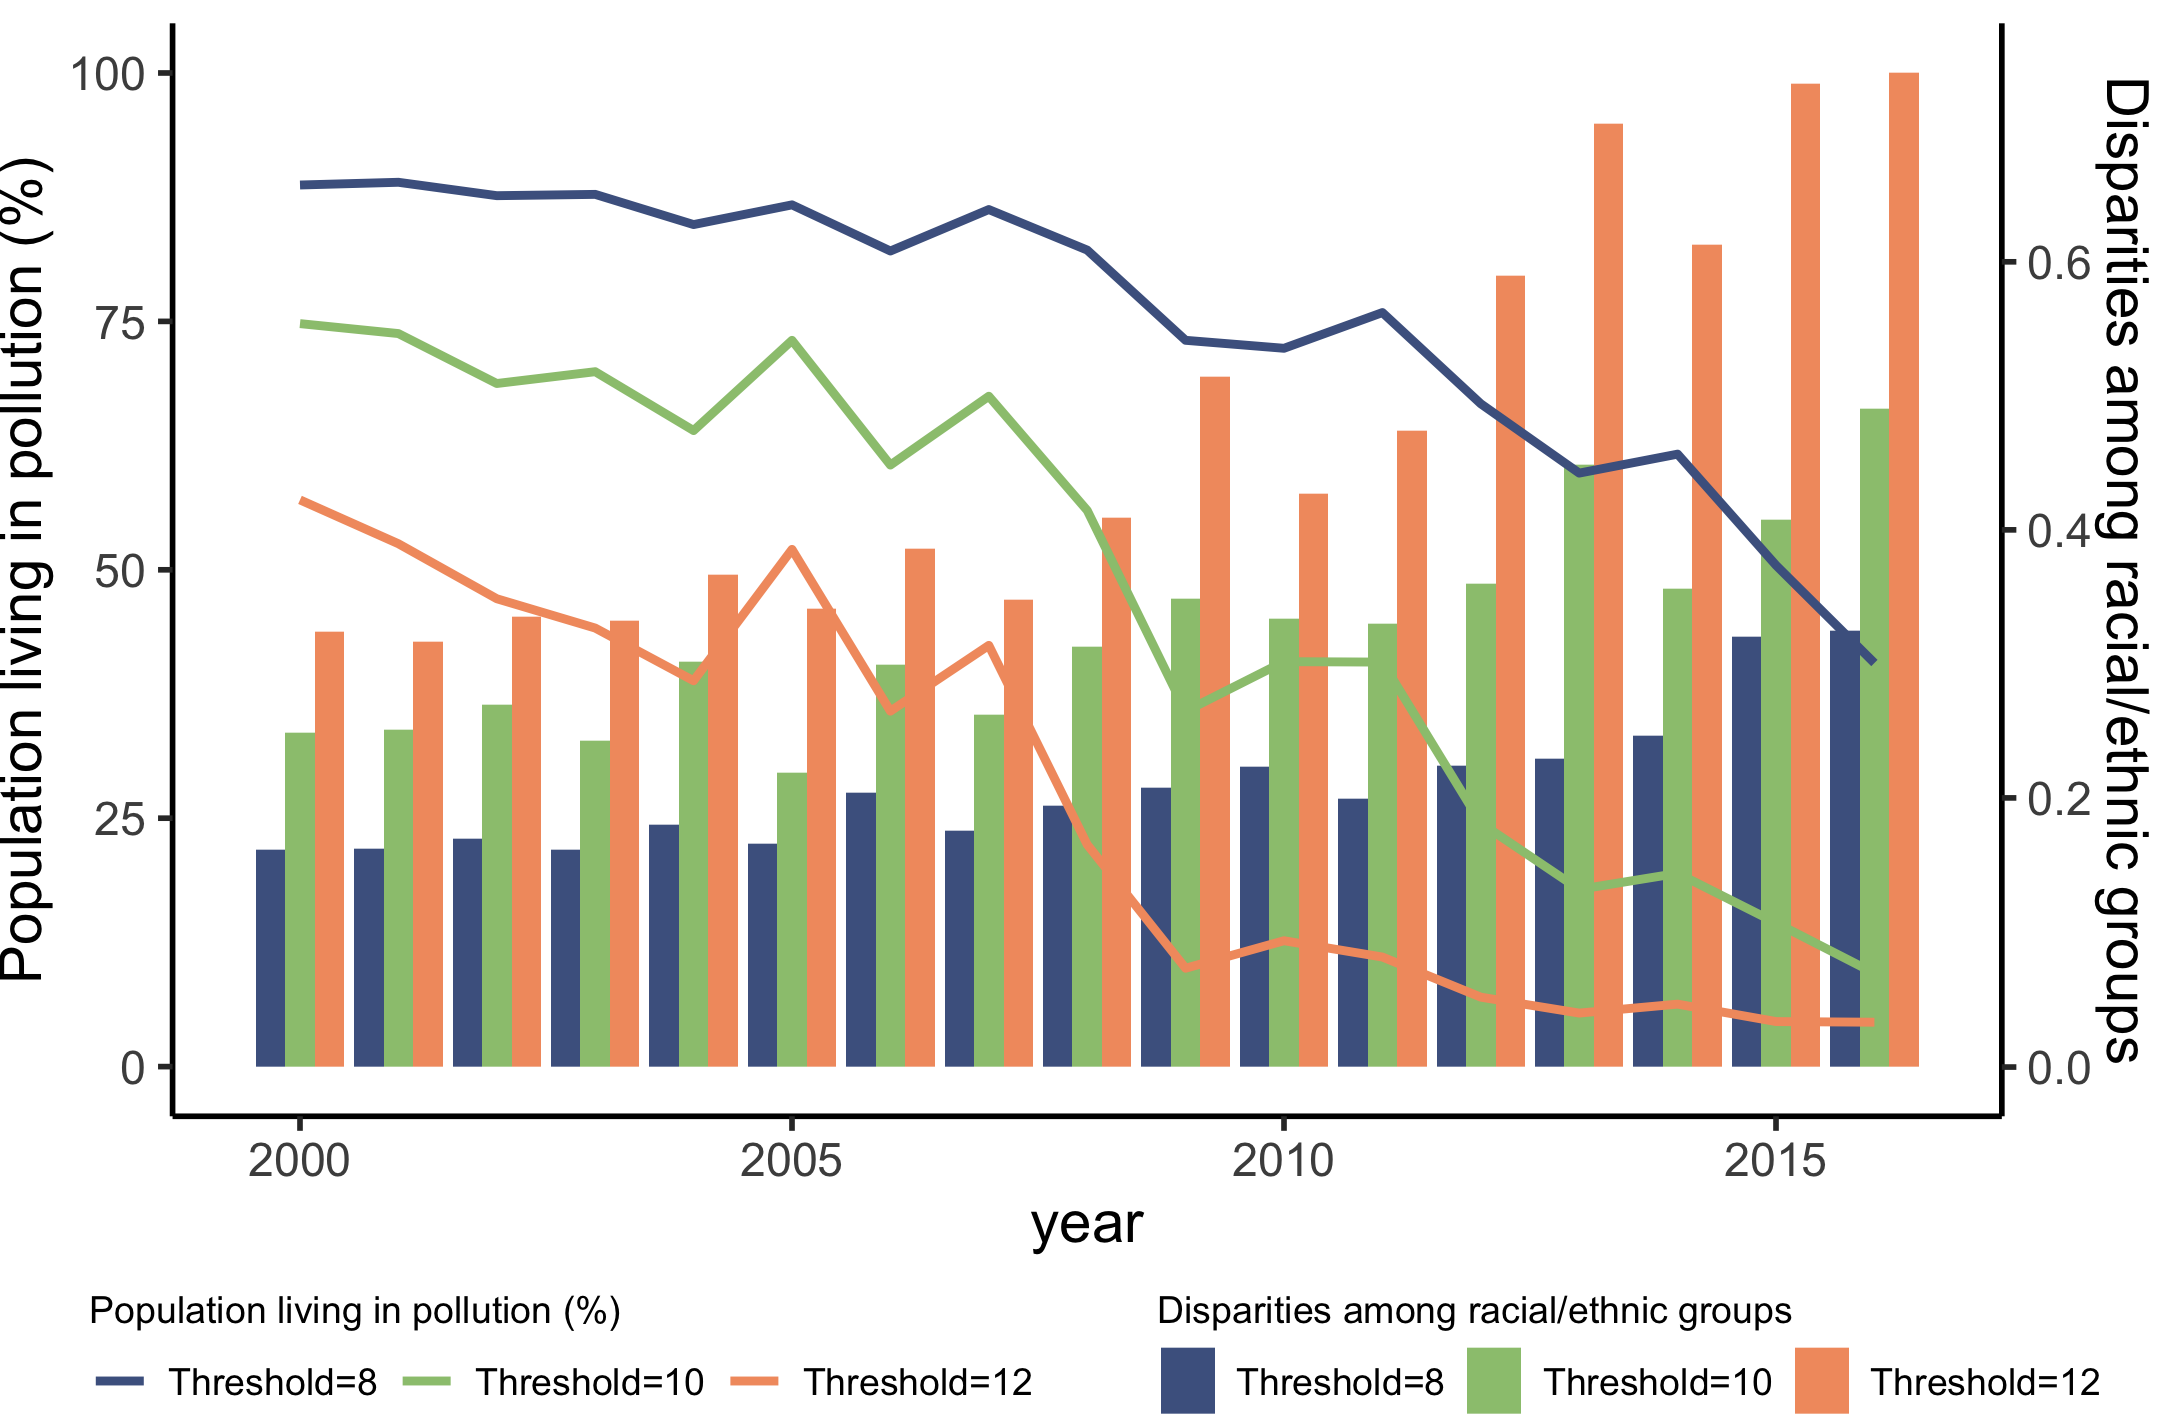 Population living in pollution (%)
100
75
50
25
0
Disparities among racial/ethnic groups
0.6
0.4
0.2
0.0
2000
2005
2010
2015
year
Population living in pollution (%)
Threshold=8
Threshold=10
Threshold=12
Disparities among racial/ethnic groups
Threshold=8
Threshold=10
Threshold=12